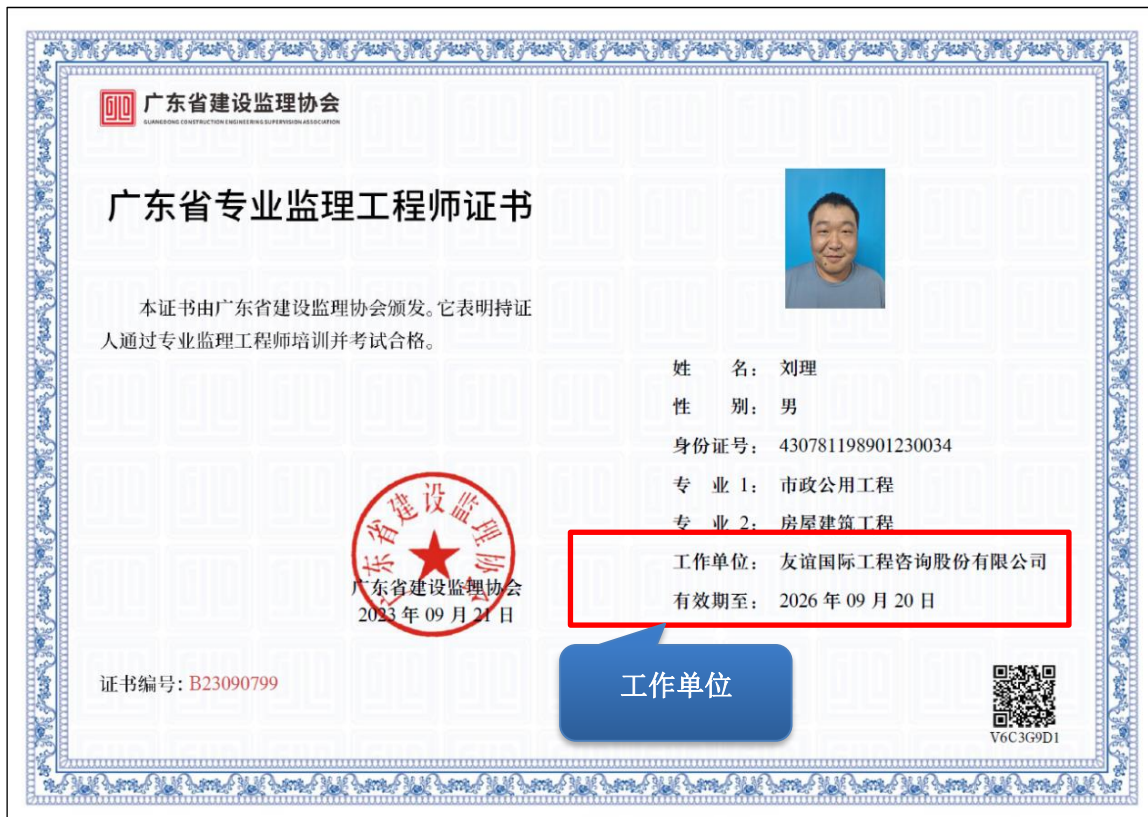 广东省建设监理协会
GUANGDONG CONSTRUCTION ENGINEERING SUPERVISION ASSOCIATION
广东省专业监理工程师证书
本证书由广东省建设监理协会颁发。它表明持证
人通过专业监理工程师培训并考试合格。
姓 名: 刘理
性 别: 男
身份证号: 430781198901230034
专 业 1: 市政公用工程
专 业 2: 房屋建筑工程
工作单位: 友谊国际工程咨询股份有限公司
有效期至: 2026 年 09 月 20 日
广东省建设监理协会
广东省建设监理协会
2023 年 09 月 21 日
工作单位
证书编号: B23090799
V6C3G9D1